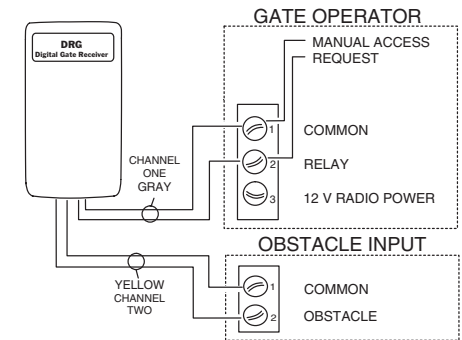 GATE OPERATOR
DRG
Digital Gate Receiver
MANUAL ACCESS
REQUEST
1
COMMON
CHANNEL
ONE
GRAY
2
RELAY
3
12 V RADIO POWER
OBSTACLE INPUT
YELLOW
CHANNEL
TWO
1
COMMON
2
OBSTACLE